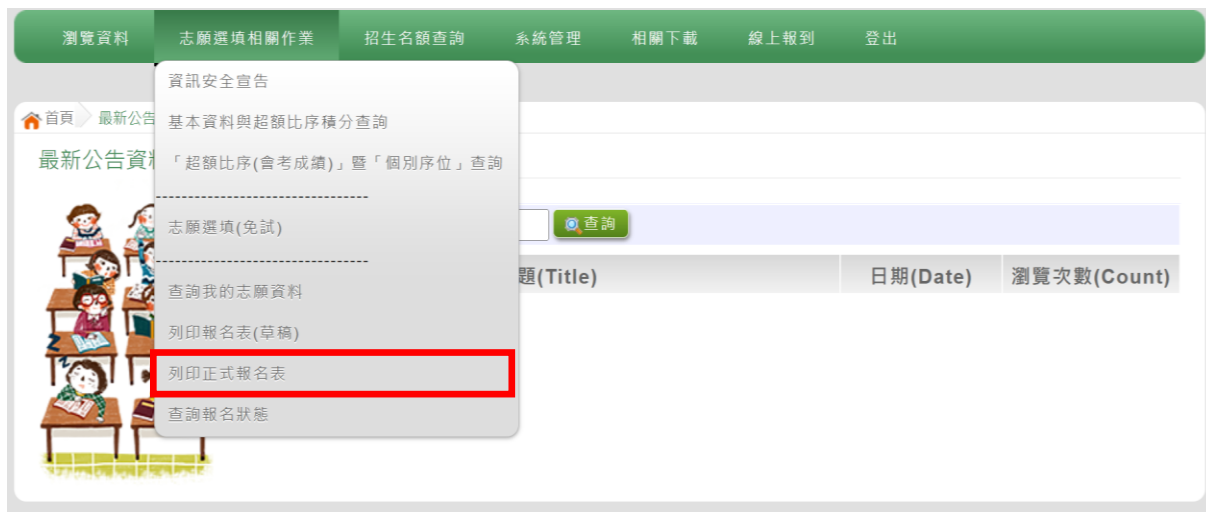 瀏覽資料 志願選填相關作業 招生名額查詢 系統管理 相關下載 線上報到 登出
資訊安全宣告
首頁 最新公告
基本資料與超額比序積分查詢
最新公告資
「超額比序(會考成績)」暨「個別序位」查詢
---------------------------------
志願選填(免試)
查詢
---------------------------------
題(Title) 日期(Date) 瀏覽次數(Count)
查詢我的志願資料
列印報名表(草稿)
列印正式報名表
查詢報名狀態